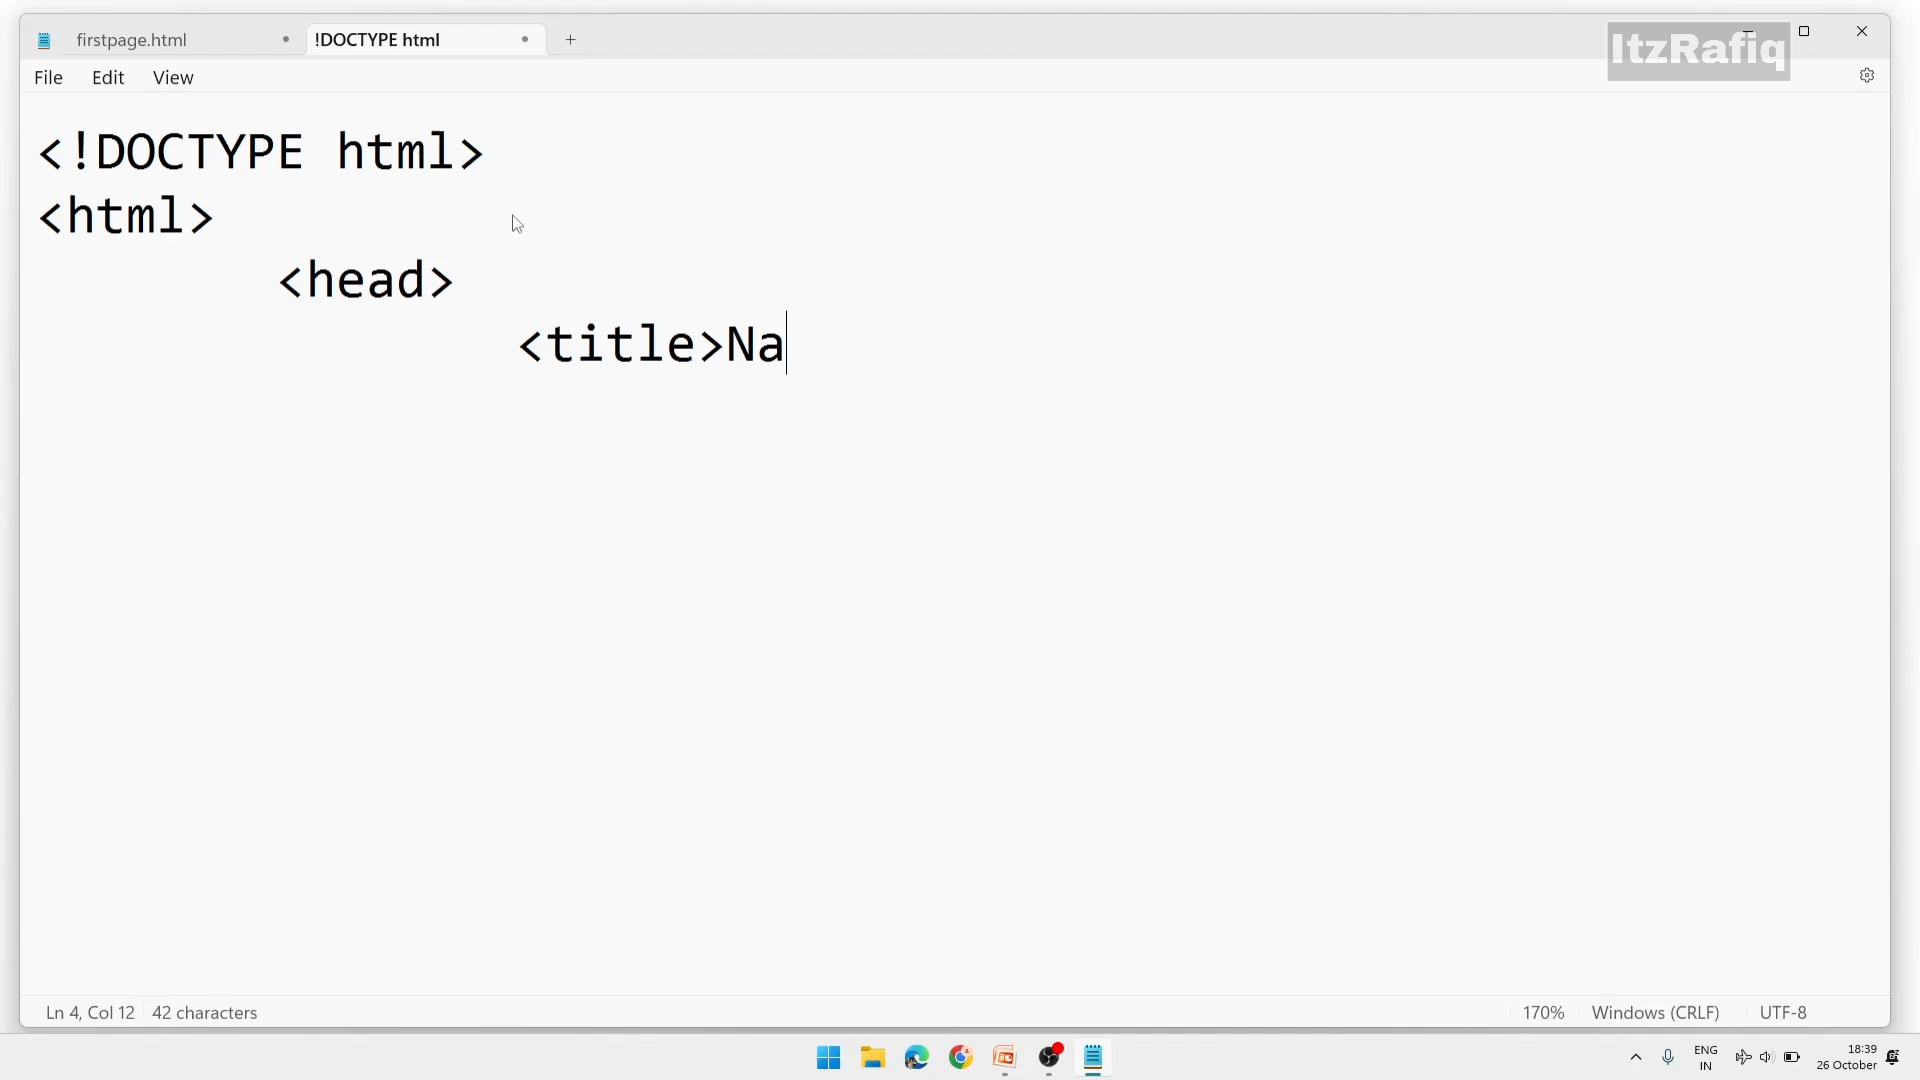 firstpage.html
!DOCTYPE html
ItzRafiq
File Edit View
<!DOCTYPE html>
<html>
<head>
<title>Na
Ln 4, Col 12 42 characters 170% Windows (CRLF) UTF-8
ENG
IN
18:39
26 October